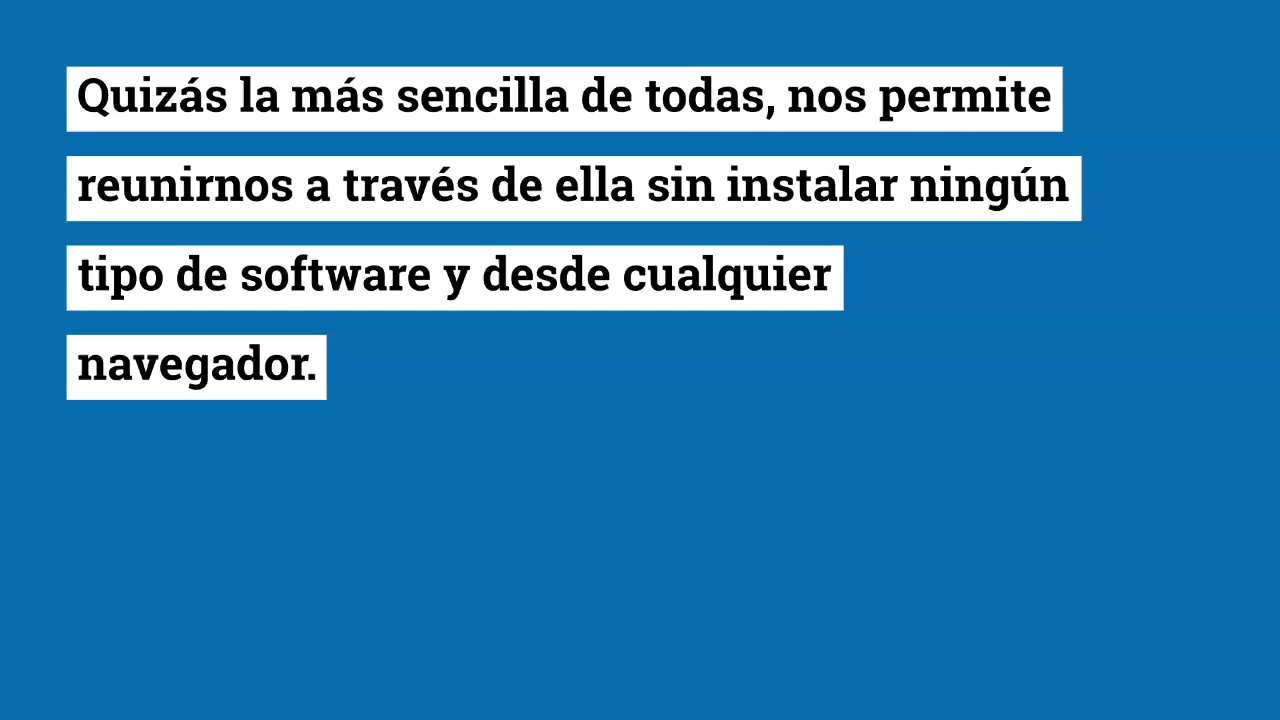 Quizás la más sencilla de todas, nos permite
reunirnos a través de ella sin instalar ningún
tipo de software y desde cualquier
navegador.